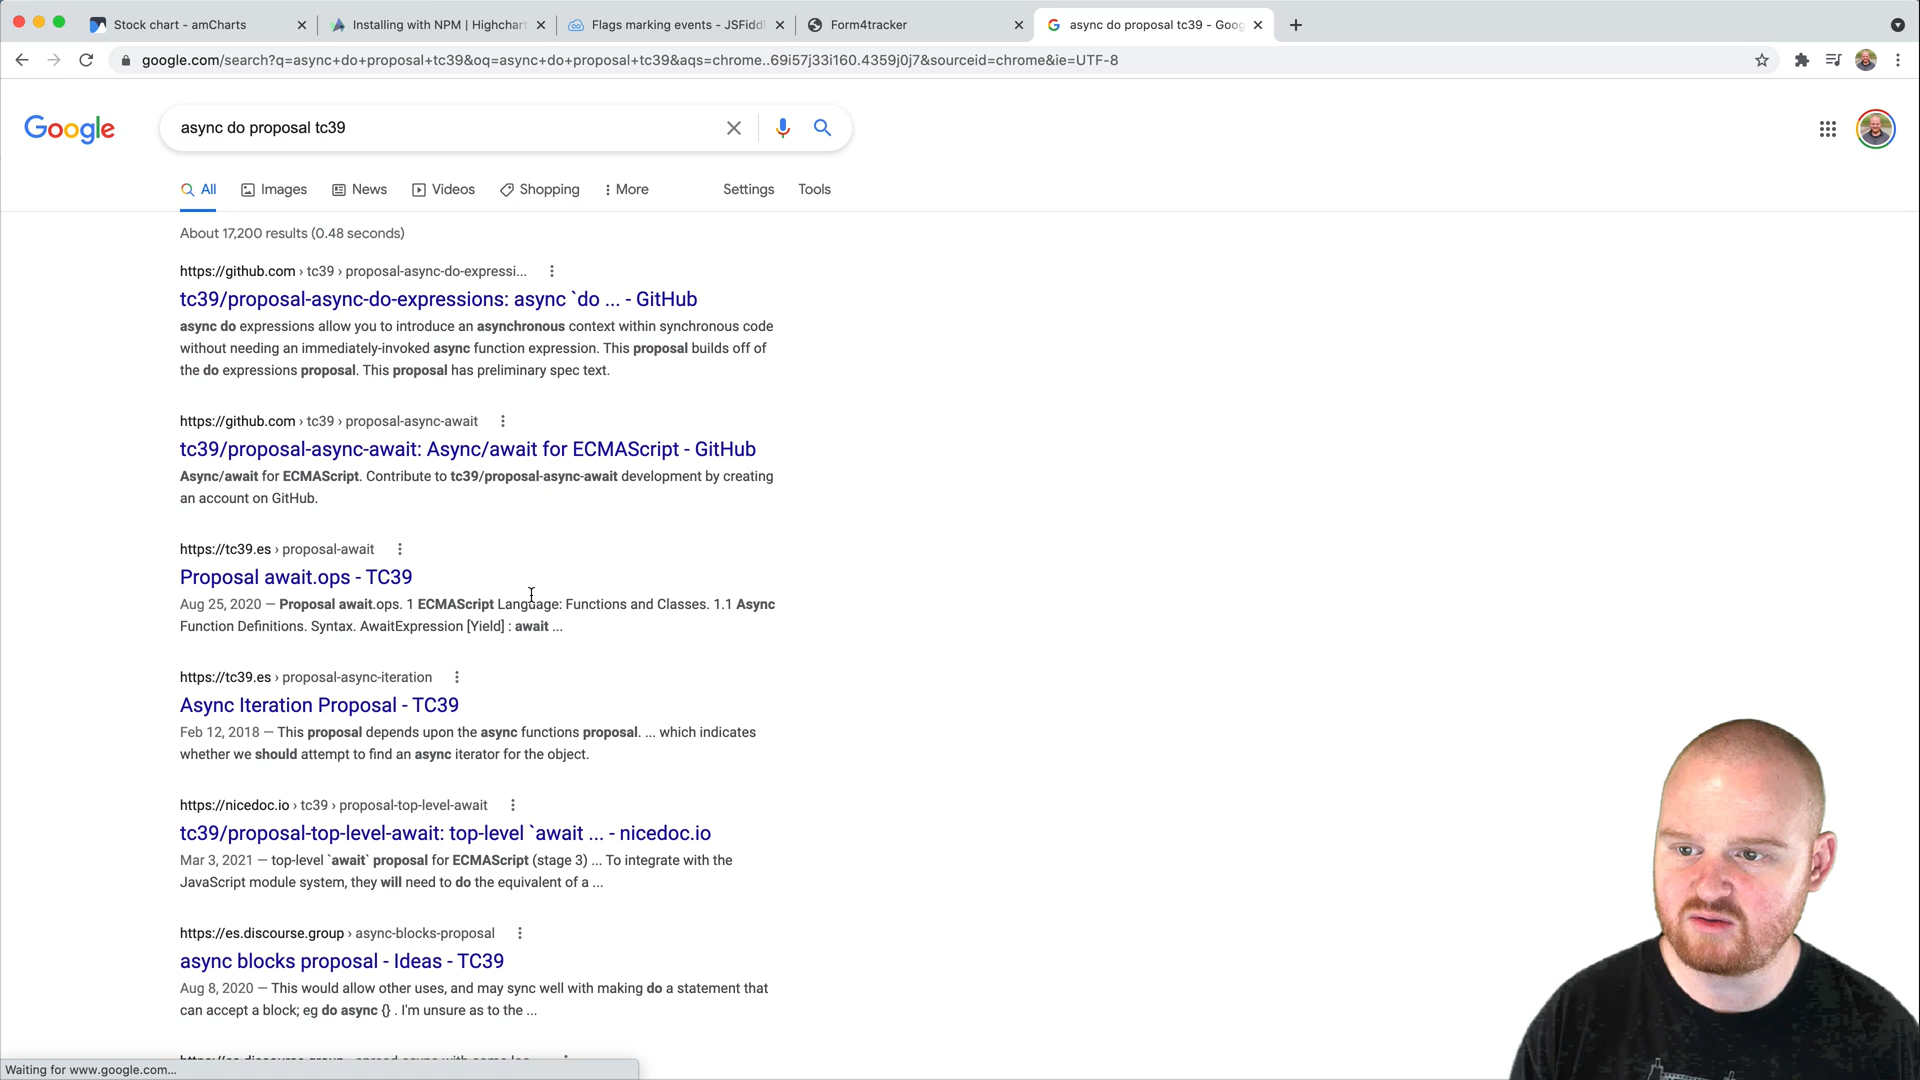 Stock chart - amCharts
Installing with NPM | Highchart
Flags marking events - JSFiddl
Form4tracker
async do proposal tc39 - Goog
google.com/search?q=async+do+proposal+tc39&oq=async+do+proposal+tc39&aqs=chrome..69i57j33i160.4359j0j7&sourceid=chrome&ie=UTF-8
Google
async do proposal tc39
All
Images
News
Videos
Shopping
More
Settings
Tools
About 17,200 results (0.48 seconds)
https://github.com › tc39 › proposal-async-do-expressi...
tc39/proposal-async-do-expressions: async `do ... - GitHub
async do expressions allow you to introduce an asynchronous context within synchronous code
without needing an immediately-invoked async function expression. This proposal builds off of
the do expressions proposal. This proposal has preliminary spec text.
https://github.com › tc39 › proposal-async-await
tc39/proposal-async-await: Async/await for ECMAScript - GitHub
Async/await for ECMAScript. Contribute to tc39/proposal-async-await development by creating
an account on GitHub.
https://tc39.es › proposal-await
Proposal await.ops - TC39
Aug 25, 2020 — Proposal await.ops. 1 ECMAScript Language: Functions and Classes. 1.1 Async
Function Definitions. Syntax. AwaitExpression [Yield] : await ...
https://tc39.es › proposal-async-iteration
Async Iteration Proposal - TC39
Feb 12, 2018 — This proposal depends upon the async functions proposal. ... which indicates
whether we should attempt to find an async iterator for the object.
https://nicedoc.io › tc39 › proposal-top-level-await
tc39/proposal-top-level-await: top-level `await ... - nicedoc.io
Mar 3, 2021 — top-level `await` proposal for ECMAScript (stage 3) ... To integrate with the
JavaScript module system, they will need to do the equivalent of a ...
https://es.discourse.group › async-blocks-proposal
async blocks proposal - Ideas - TC39
Aug 8, 2020 — This would allow other uses, and may sync well with making do a statement that
can accept a block; eg do async {} . I'm unsure as to the ...
Waiting for www.google.com...